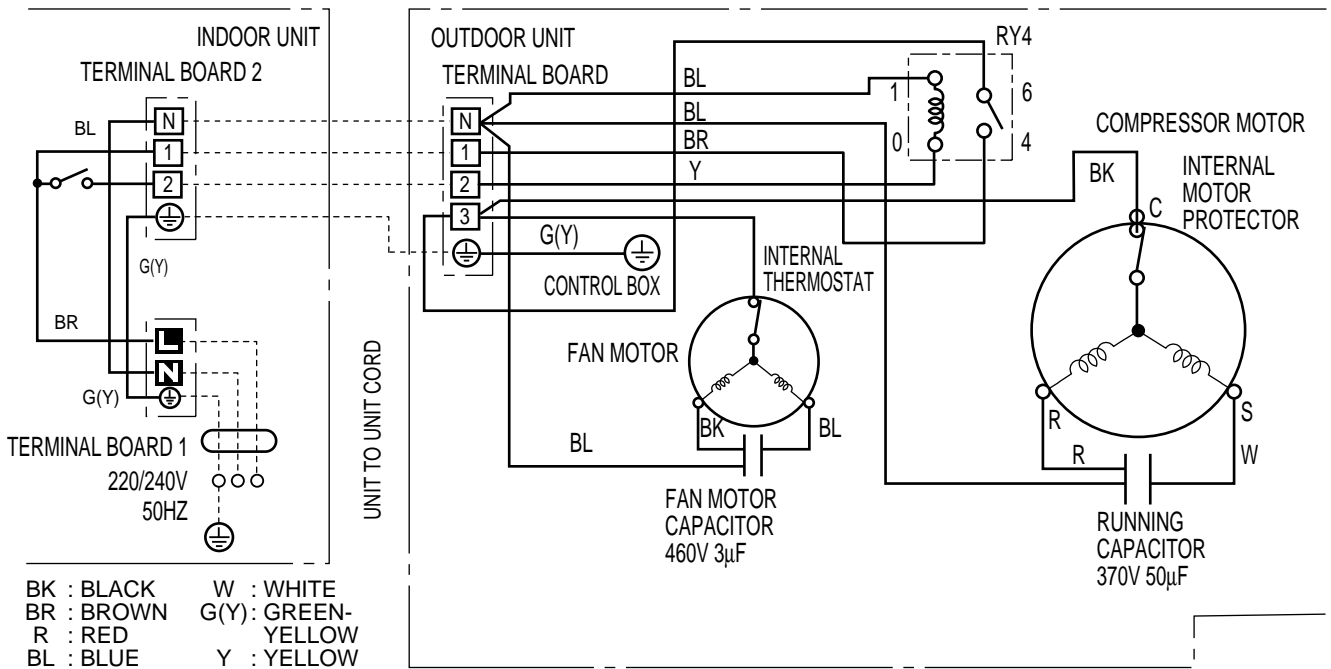 INDOOR UNIT
TERMINAL BOARD 2
BL
N
1
2
G(Y)
BR
L
N
G(Y)
TERMINAL BOARD 1
220/240V
50HZ
UNIT TO UNIT CORD
OUTDOOR UNIT
TERMINAL BOARD
N
1
2
3
BL
BL
BR
Y
G(Y)
CONTROL BOX
RY4
1
6
0
4
COMPRESSOR MOTOR
INTERNAL
MOTOR
PROTECTOR
BK
C
INTERNAL
THERMOSTAT
FAN MOTOR
BK
BL
BL
FAN MOTOR
CAPACITOR
460V 3µF
R
S
R
W
RUNNING
CAPACITOR
370V 50µF
BK : BLACK
BR : BROWN
R : RED
BL : BLUE
W : WHITE
G(Y) : GREEN-
YELLOW
Y : YELLOW